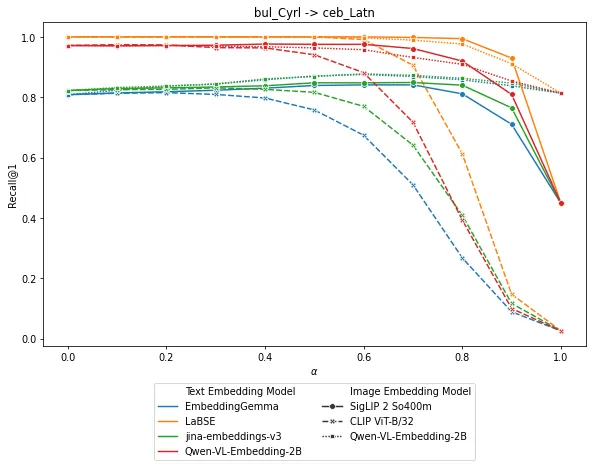 bul_Cyrl -> ceb_Latn
1.0
0.8
0.6
0.4
0.2
0.0
Recall@1
0.0 0.2 0.4 0.6 0.8 1.0
α
Text Embedding Model Image Embedding Model
EmbeddingGemma SigLIP 2 So400m
LaBSE CLIP ViT-B/32
jina-embeddings-v3 Qwen-VL-Embedding-2B
Qwen-VL-Embedding-2B